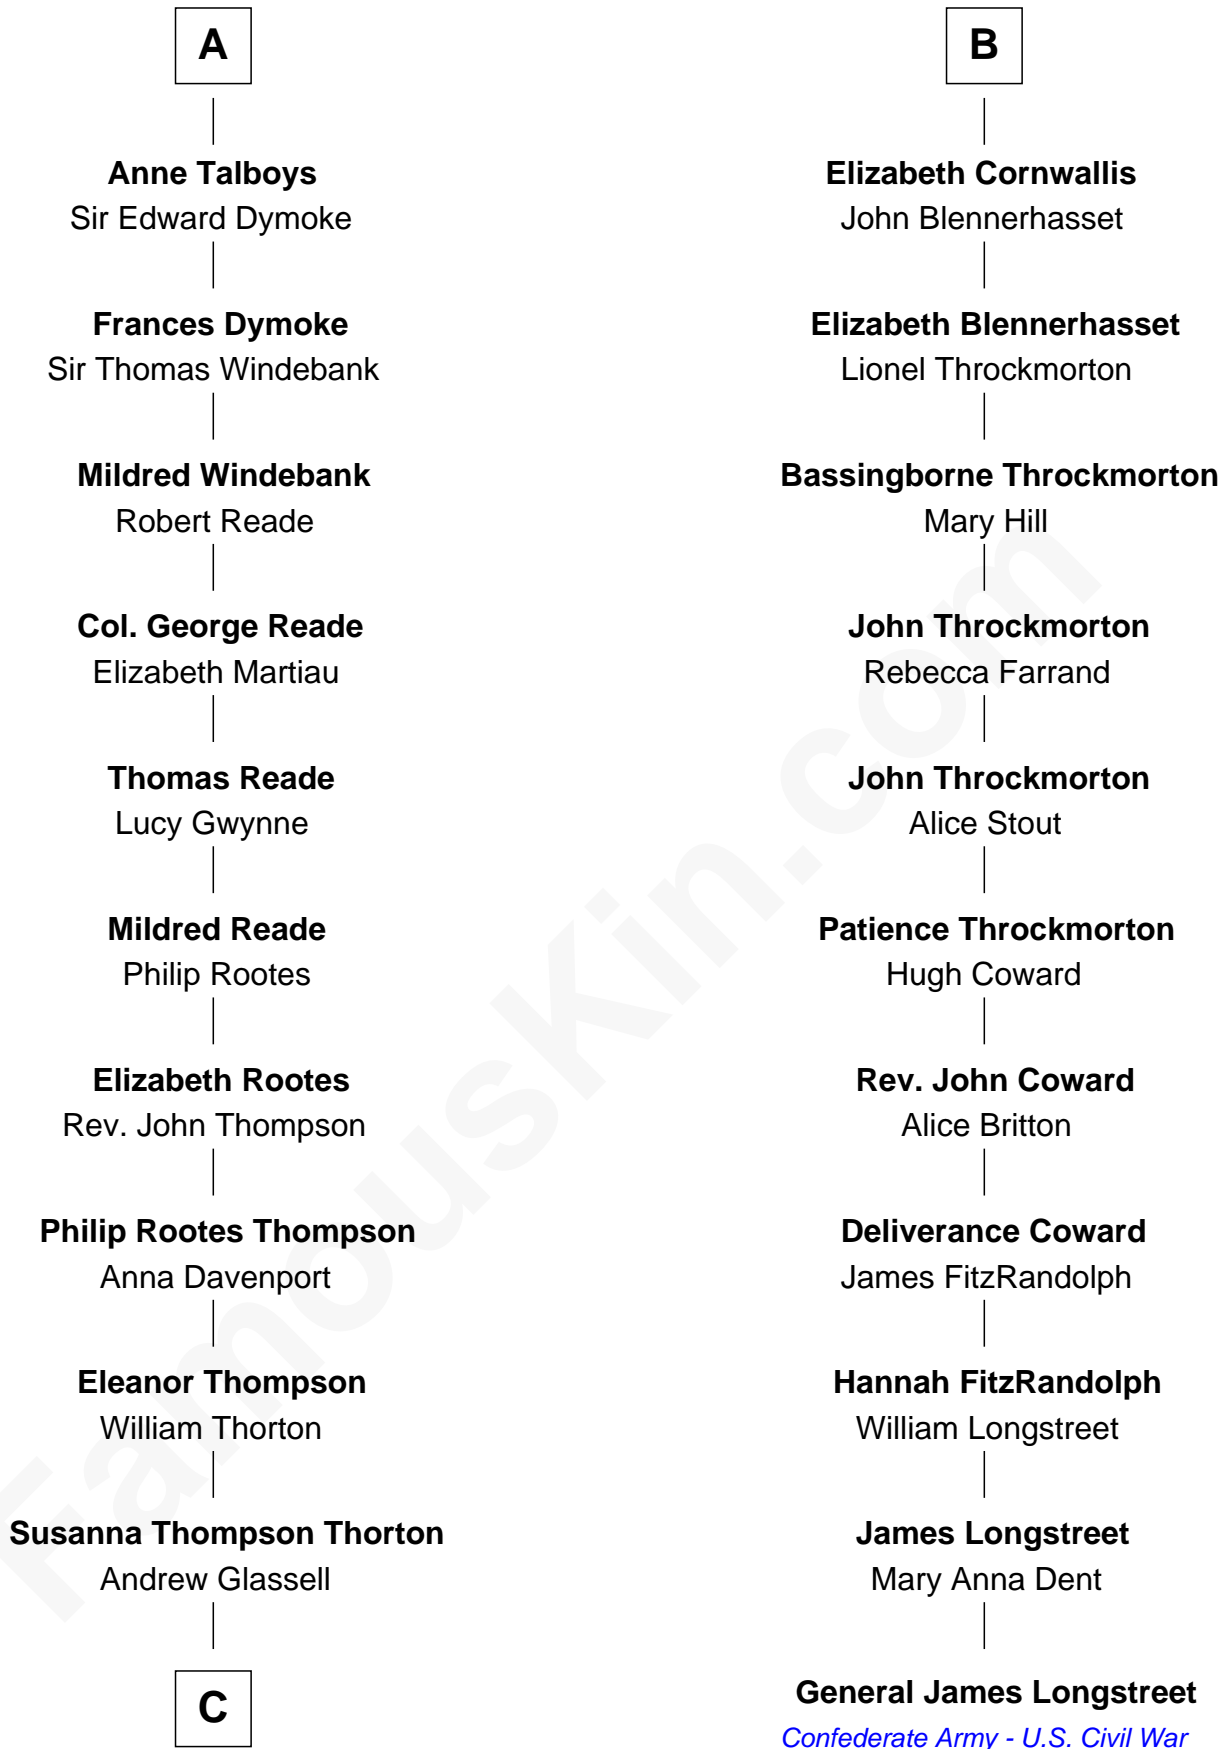 A
Anne Talboys
Sir Edward Dymoke
Frances Dymoke
Sir Thomas Windebank
Mildred Windebank
Robert Reade
Col. George Reade
Elizabeth Martiau
Thomas Reade
Lucy Gwynne
Mildred Reade
Philip Rootes
Elizabeth Rootes
Rev. John Thompson
Philip Rootes Thompson
Anna Davenport
Eleanor Thompson
William Thorton
Susanna Thompson Thorton
Andrew Glassell
C
B
Elizabeth Cornwallis
John Blennerhasset
Elizabeth Blennerhasset
Lionel Throckmorton
Bassingborne Throckmorton
Mary Hill
John Throckmorton
Rebecca Farrand
John Throckmorton
Alice Stout
Patience Throckmorton
Hugh Coward
Rev. John Coward
Alice Britton
Deliverance Coward
James FitzRandolph
Hannah FitzRandolph
William Longstreet
James Longstreet
Mary Anna Dent
General James Longstreet
Confederate Army - U.S. Civil War
FamousKin.com